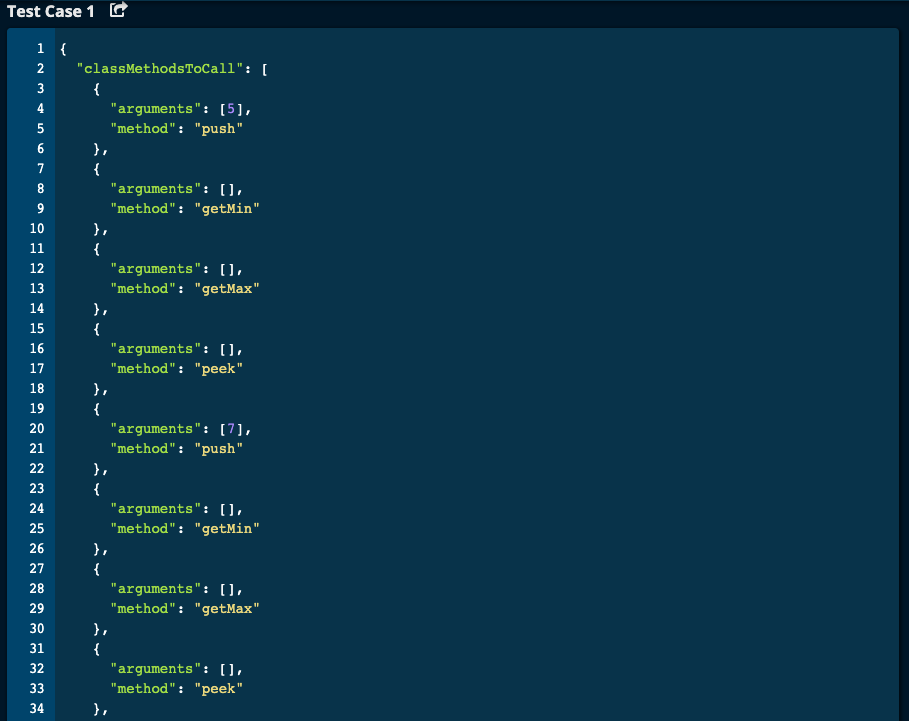 Test Case 1
1 {
2   "classMethodsToCall": [
3     {
4       "arguments": [5],
5       "method": "push"
6     },
7     {
8       "arguments": [],
9       "method": "getMin"
10     },
11     {
12       "arguments": [],
13       "method": "getMax"
14     },
15     {
16       "arguments": [],
17       "method": "peek"
18     },
19     {
20       "arguments": [7],
21       "method": "push"
22     },
23     {
24       "arguments": [],
25       "method": "getMin"
26     },
27     {
28       "arguments": [],
29       "method": "getMax"
30     },
31     {
32       "arguments": [],
33       "method": "peek"
34     },